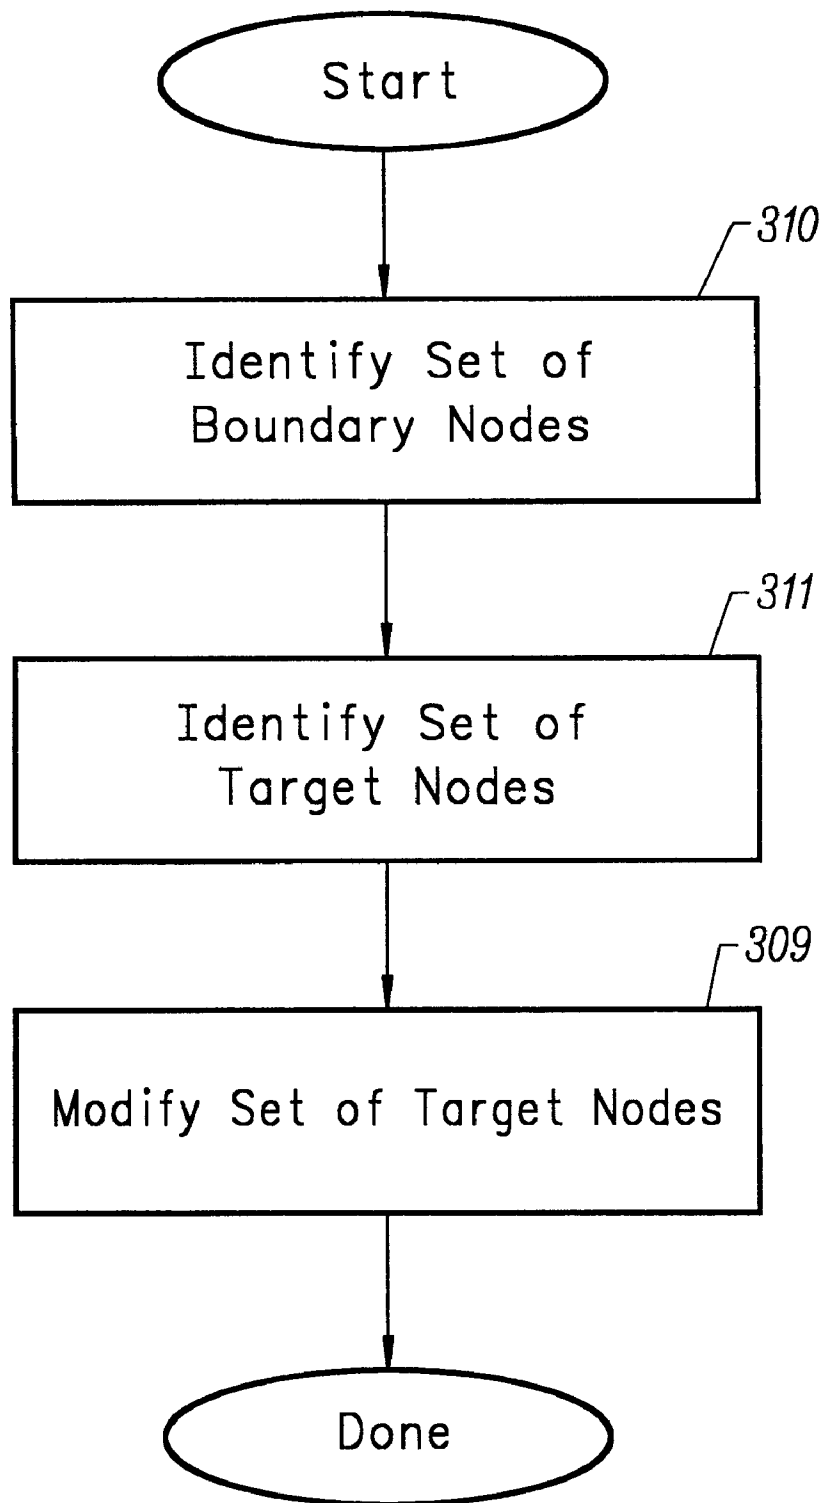 Start
310
Identify Set of
Boundary Nodes
311
Identify Set of
Target Nodes
309
Modify Set of Target Nodes
Done